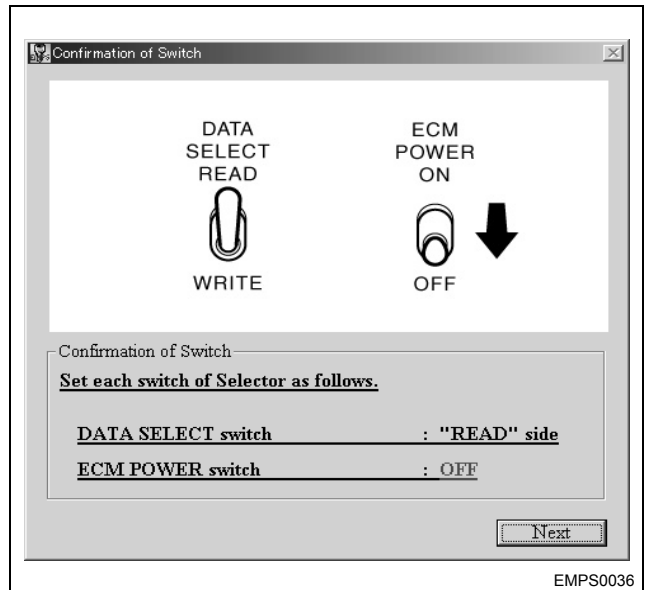 Confirmation of Switch
DATA
SELECT
READ
WRITE
ECM
POWER
ON
OFF
Confirmation of Switch
Set each switch of Selector as follows.
DATA SELECT switch : "READ" side
ECM POWER switch : OFF
Next
EMPS0036